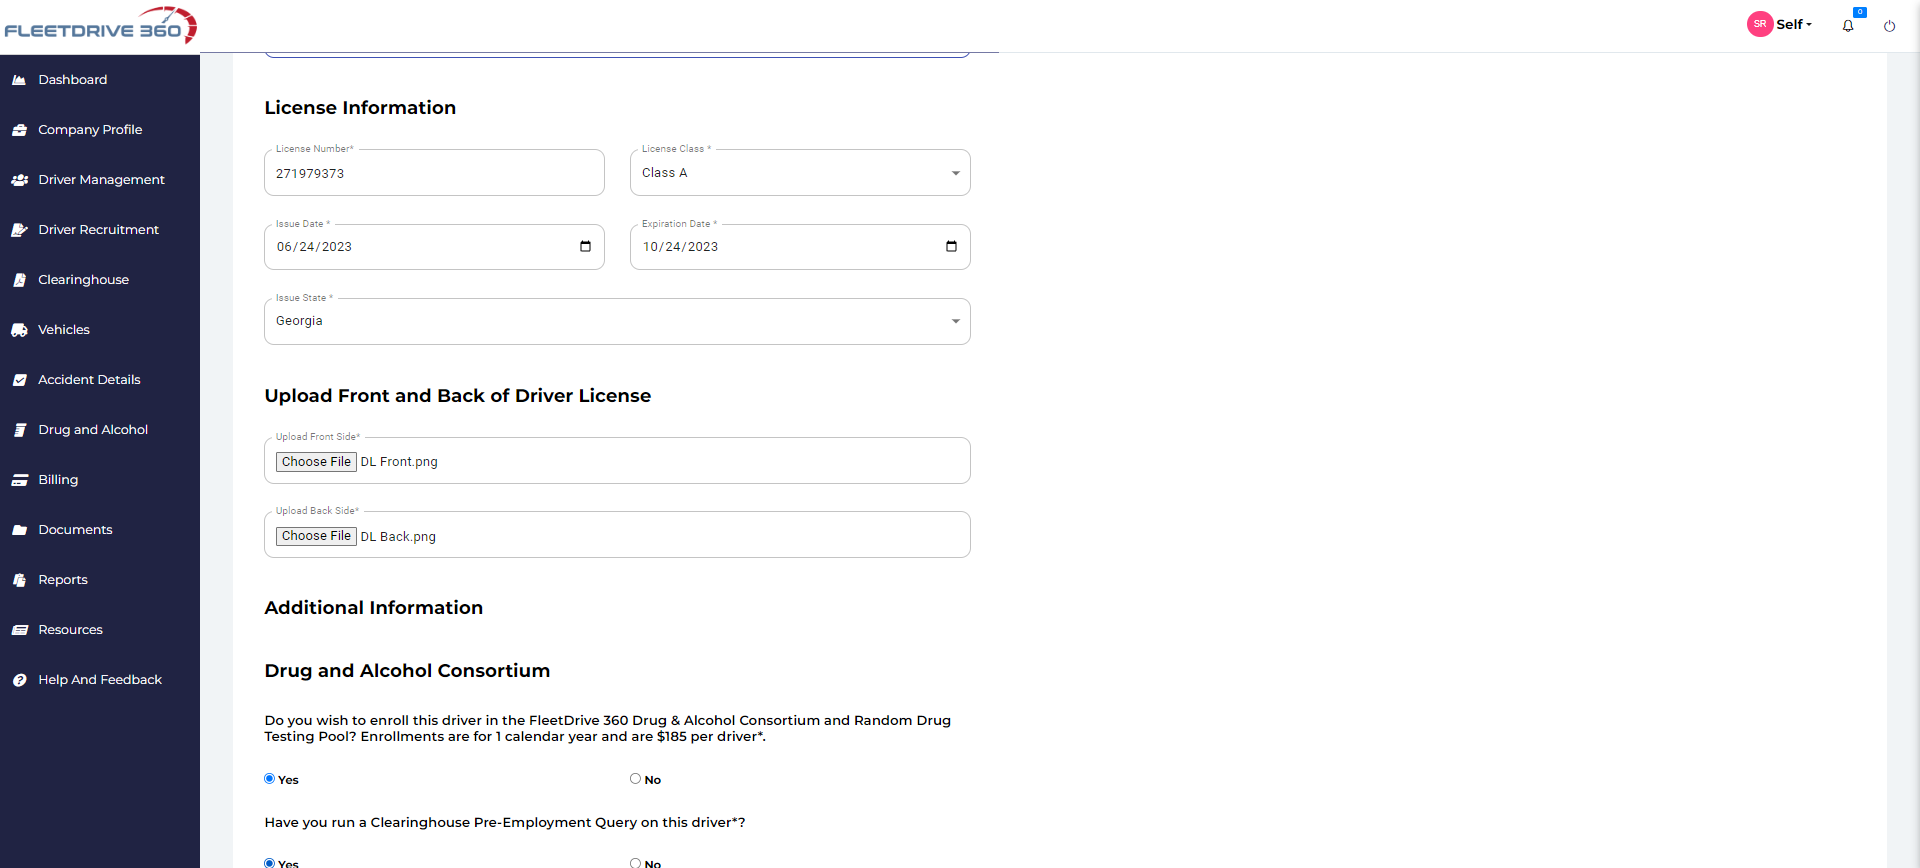 FLEETDRIVE 360
SR
Self
0
Dashboard
Company Profile
Driver Management
Driver Recruitment
Clearinghouse
Vehicles
Accident Details
Drug and Alcohol
Billing
Documents
Reports
Resources
Help And Feedback
License Information
License Number*
271979373
License Class *
Class A
Issue Date *
06/24/2023
Expiration Date *
10/24/2023
Issue State *
Georgia
Upload Front and Back of Driver License
Upload Front Side*
Choose File DL Front.png
Upload Back Side*
Choose File DL Back.png
Additional Information
Drug and Alcohol Consortium
Do you wish to enroll this driver in the FleetDrive 360 Drug & Alcohol Consortium and Random Drug
Testing Pool? Enrollments are for 1 calendar year and are $185 per driver*.
Yes
No
Have you run a Clearinghouse Pre-Employment Query on this driver*?
Yes
No